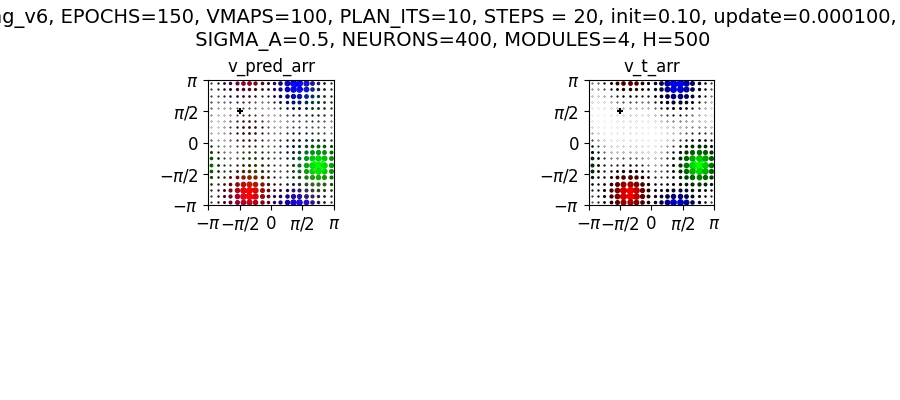 g_v6, EPOCHS=150, VMAPS=100, PLAN_ITS=10, STEPS = 20, init=0.10, update=0.000100,
SIGMA_A=0.5, NEURONS=400, MODULES=4, H=500
v_pred_arr
v_t_arr
π
π/2
0
−π/2
−π
−π −π/2 0 π/2 π
π
π/2
0
−π/2
−π
−π −π/2 0 π/2 π